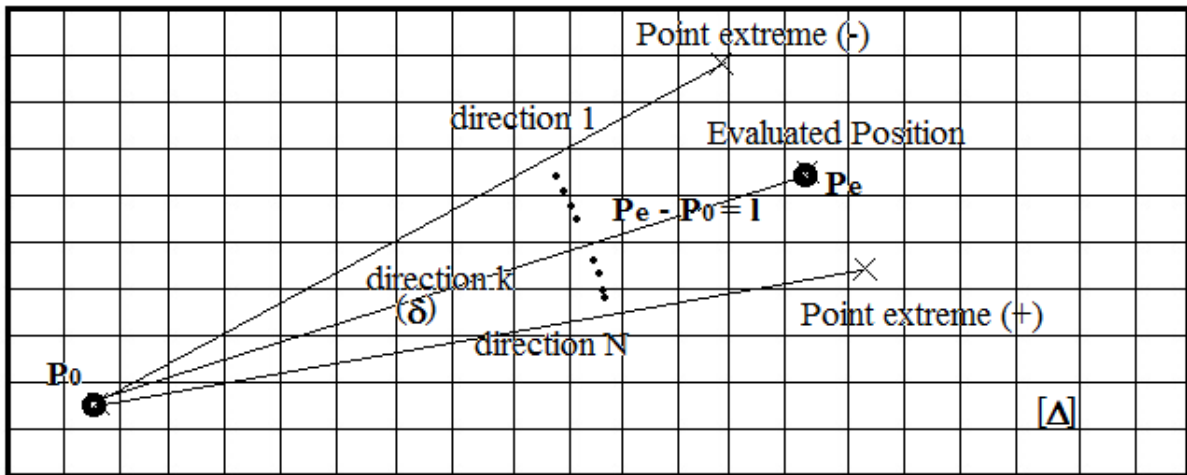 Point extreme (-)
direction 1
Evaluated Position
Pe
Pe - P0 = l
direction k
(δ)
Point extreme (+)
direction N
P0
[Δ]